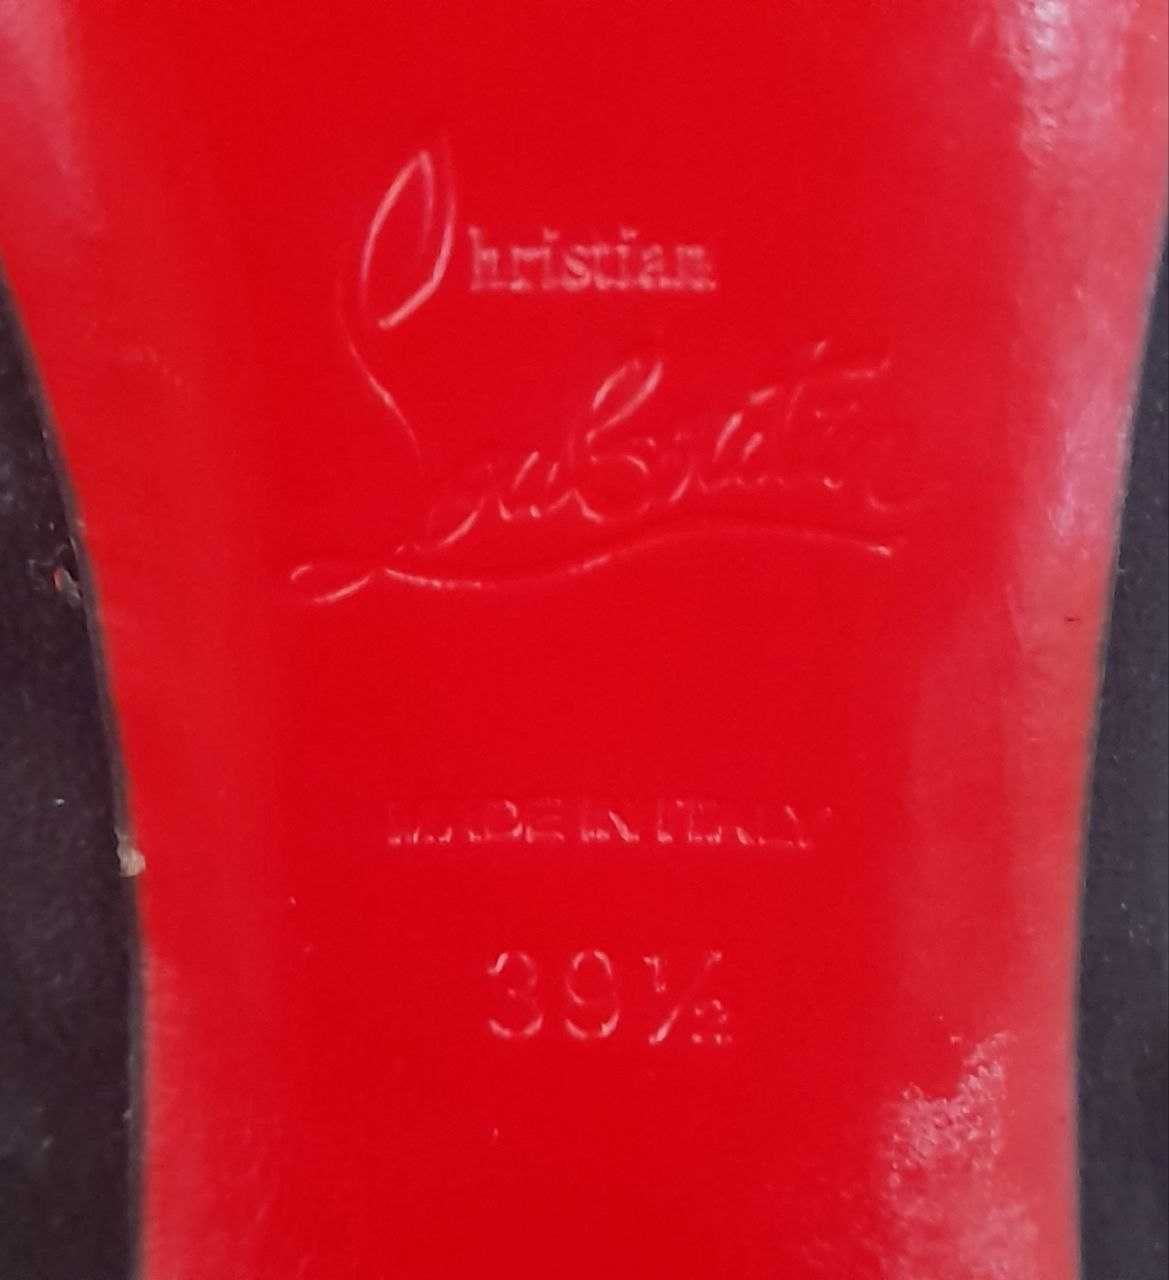 Christian
Louboutin
MADE IN ITALY
39½